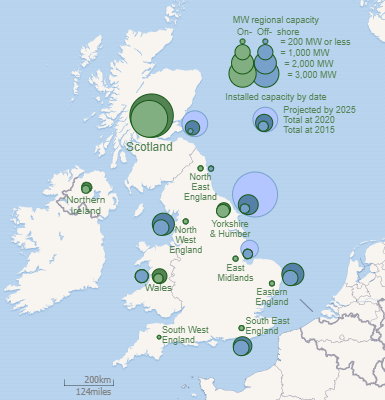 MW regional capacity
On- Off- shore
= 200 MW or less
= 1,000 MW
= 2,000 MW
= 3,000 MW
Installed capacity by date
Projected by 2025
Total at 2020
Total at 2015
Scotland
North
East
England
Northern
Ireland
Yorkshire
& Humber
North
West
England
East
Midlands
Wales
Eastern
England
South West
England
South East
England
200km
124miles